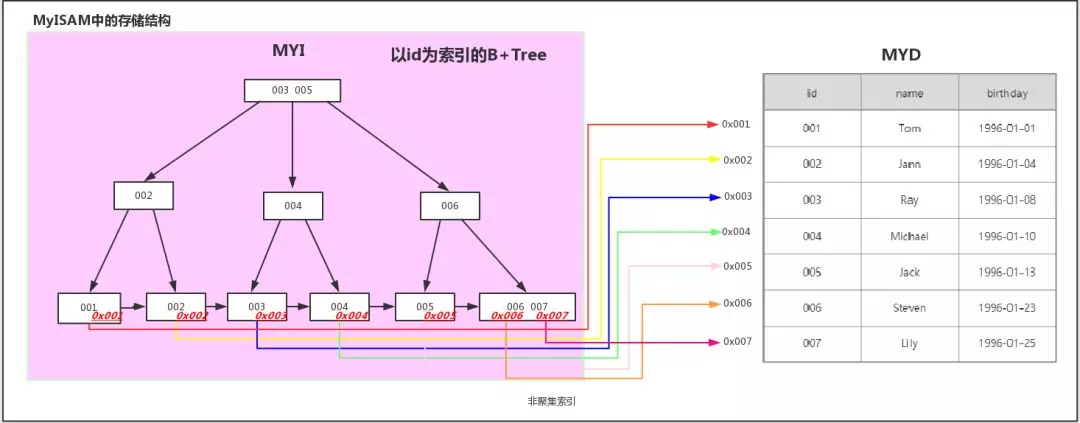 MyISAM中的存储结构
MYI
以id为索引的B+Tree
003 005
002
004
006
001
0x001
002
0x002
003
0x003
004
0x004
005
0x005
006 007
0x006 0x007
0x001
0x002
0x003
0x004
0x005
0x006
0x007
MYD
iid name birthday
001 Tom 1996-01-01
002 Jann 1996-01-04
003 Ray 1996-01-08
004 Michael 1996-01-10
005 Jack 1996-01-13
006 Steven 1996-01-23
007 Lily 1996-01-25
非聚集索引